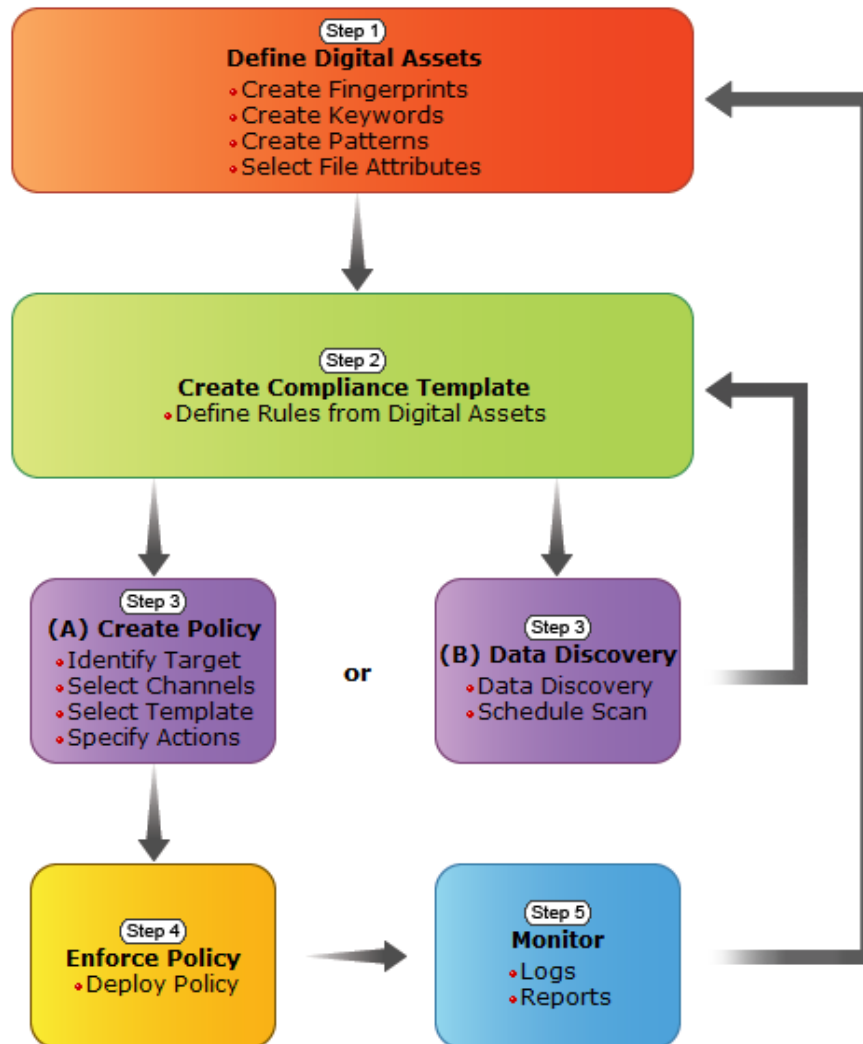 Step 1
Define Digital Assets
Create Fingerprints
Create Keywords
Create Patterns
Select File Attributes
Step 2
Create Compliance Template
Define Rules from Digital Assets
Step 3
(A) Create Policy
Identify Target
Select Channels
Select Template
Specify Actions
or
Step 3
(B) Data Discovery
Data Discovery
Schedule Scan
Step 4
Enforce Policy
Deploy Policy
Step 5
Monitor
Logs
Reports